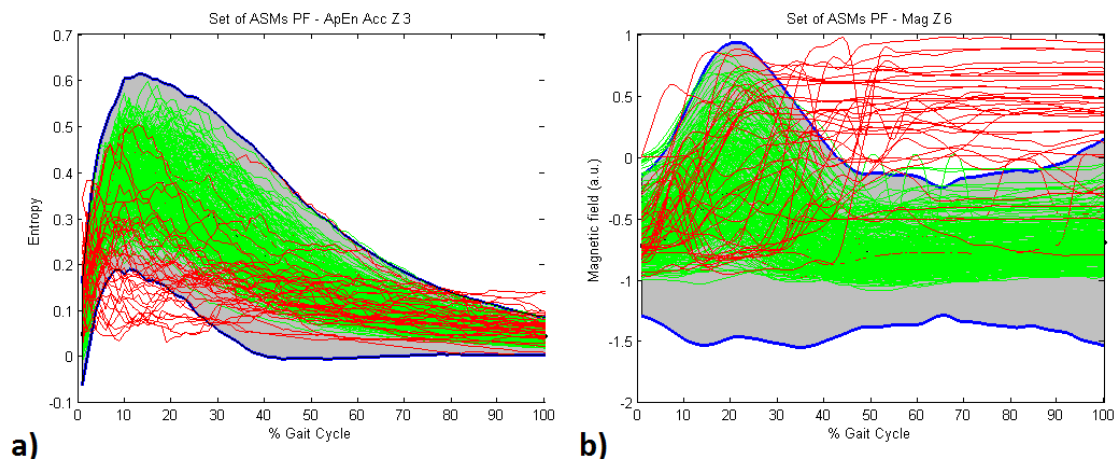 Set of ASMs PF - ApEn Acc Z 3
0.7
0.6
0.5
0.4
0.3
0.2
0.1
0
-0.1
Entropy
0 10 20 30 40 50 60 70 80 90 100
% Gait Cycle
a)
Set of ASMs PF - Mag Z 6
1
0.5
0
-0.5
-1
-1.5
-2
Magnetic field (a.u.)
0 10 20 30 40 50 60 70 80 90 100
% Gait Cycle
b)